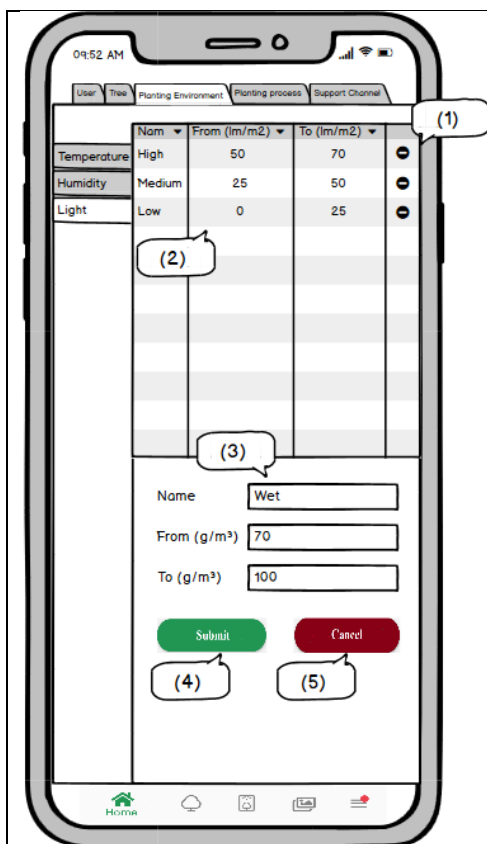 09:52 AM
User Tree Planting Environment Planting process Support Channel
(1)
Nam From (lm/m2) To (lm/m2)
Temperature High 50 70
Humidity Medium 25 50
Light Low 0 25
(2)
(3)
Name Wet
From (g/m³) 70
To (g/m³) 100
Submit Cancel
(4) (5)
Home